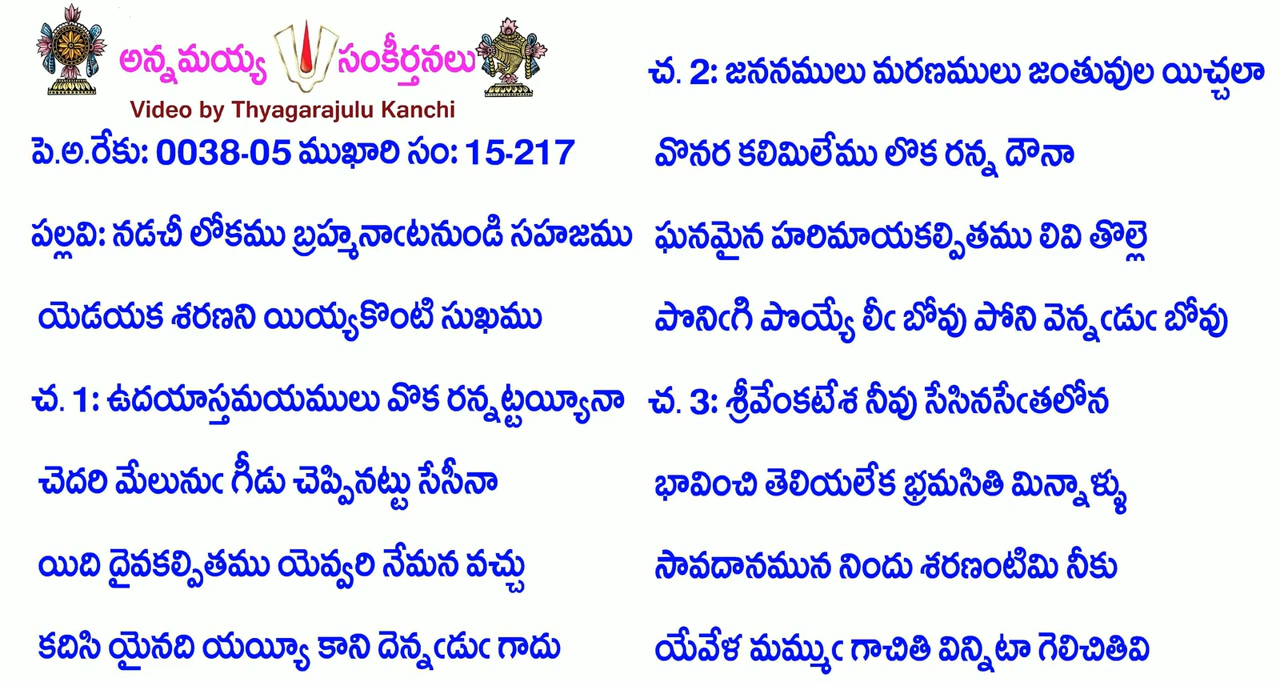 అన్నమయ్య సంకీర్తనలు
Video by Thyagarajulu Kanchi
పె.అ.రేకు: 0038-05 ముఖారి సం: 15-217
పల్లవి: నడచీ లోకము బ్రహ్మనాఁటనుండి సహజము
యెడయక శరణని యియ్యకొంటి సుఖము
చ. 1: ఉదయాస్తమయములు వొక రన్నట్టయ్యీనా
చెదరి మేలునుఁ గీడు చెప్పినట్టు సేసీనా
యిది దైవకల్పితము యెవ్వరి నేమన వచ్చు
కదిసి యైనది యయ్యీ కాని దెన్నఁడుఁ గాదు
చ. 2: జననములు మరణములు జంతువుల యిచ్చలా
వొనర కలిమిలేము లొక రన్న దౌనా
ఘనమైన హరిమాయకల్పితము లివి తొల్లె
పొనిఁగి పొయ్యే లీఁ బోవు పోని వెన్నఁడుఁ బోవు
చ. 3: శ్రీవేంకటేశ నీవు సేసినసేఁతలోన
భావించి తెలియలేక భ్రమసితి మిన్నాళ్ళు
సావదానమున నిందు శరణంటిమి నీకు
యేవేళ మమ్ముఁ గాచితి విన్నిటా గెలిచితివి